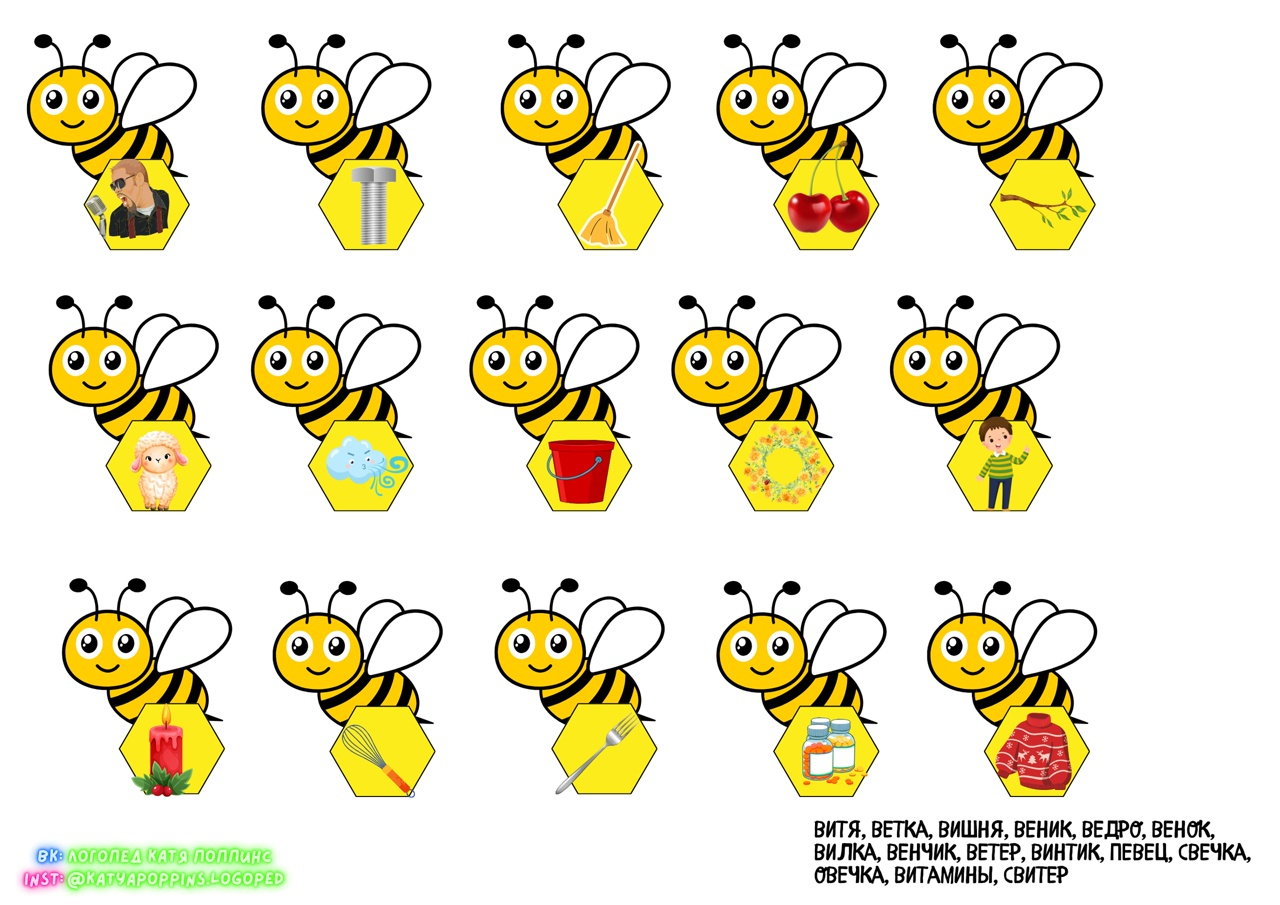 ВИТЯ, ВЕТКА, ВИШНЯ, ВЕНИК, ВЕДРО, ВЕНОК,
ВИЛКА, ВЕНЧИК, ВЕТЕР, ВИНТИК, ПЕВЕЦ, СВЕЧКА,
ОВЕЧКА, ВИТАМИНЫ, СВИТЕР
ВК: ЛОГОПЕД КАТЯ ПОППИНС
INST: @KATYAPOPPINS.LOGOPED